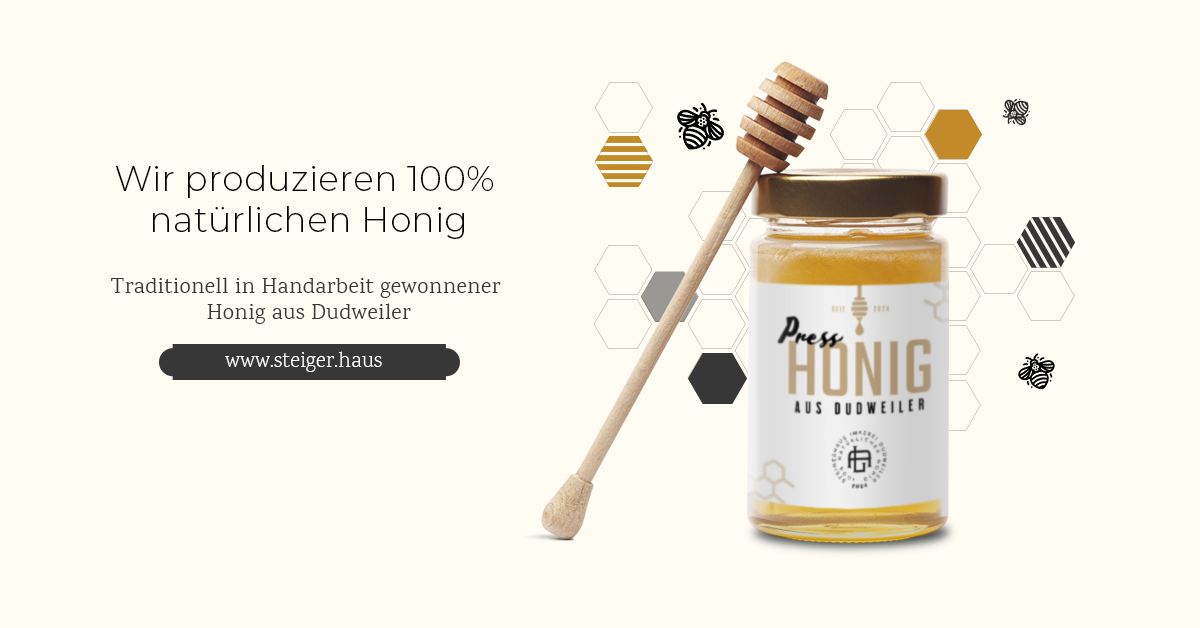 Wir produzieren 100%
natürlichen Honig
Traditionell in Handarbeit gewonnener
Honig aus Dudweiler
www.steiger.haus
SEIT 2024
Press
HONIG
AUS DUDWEILER